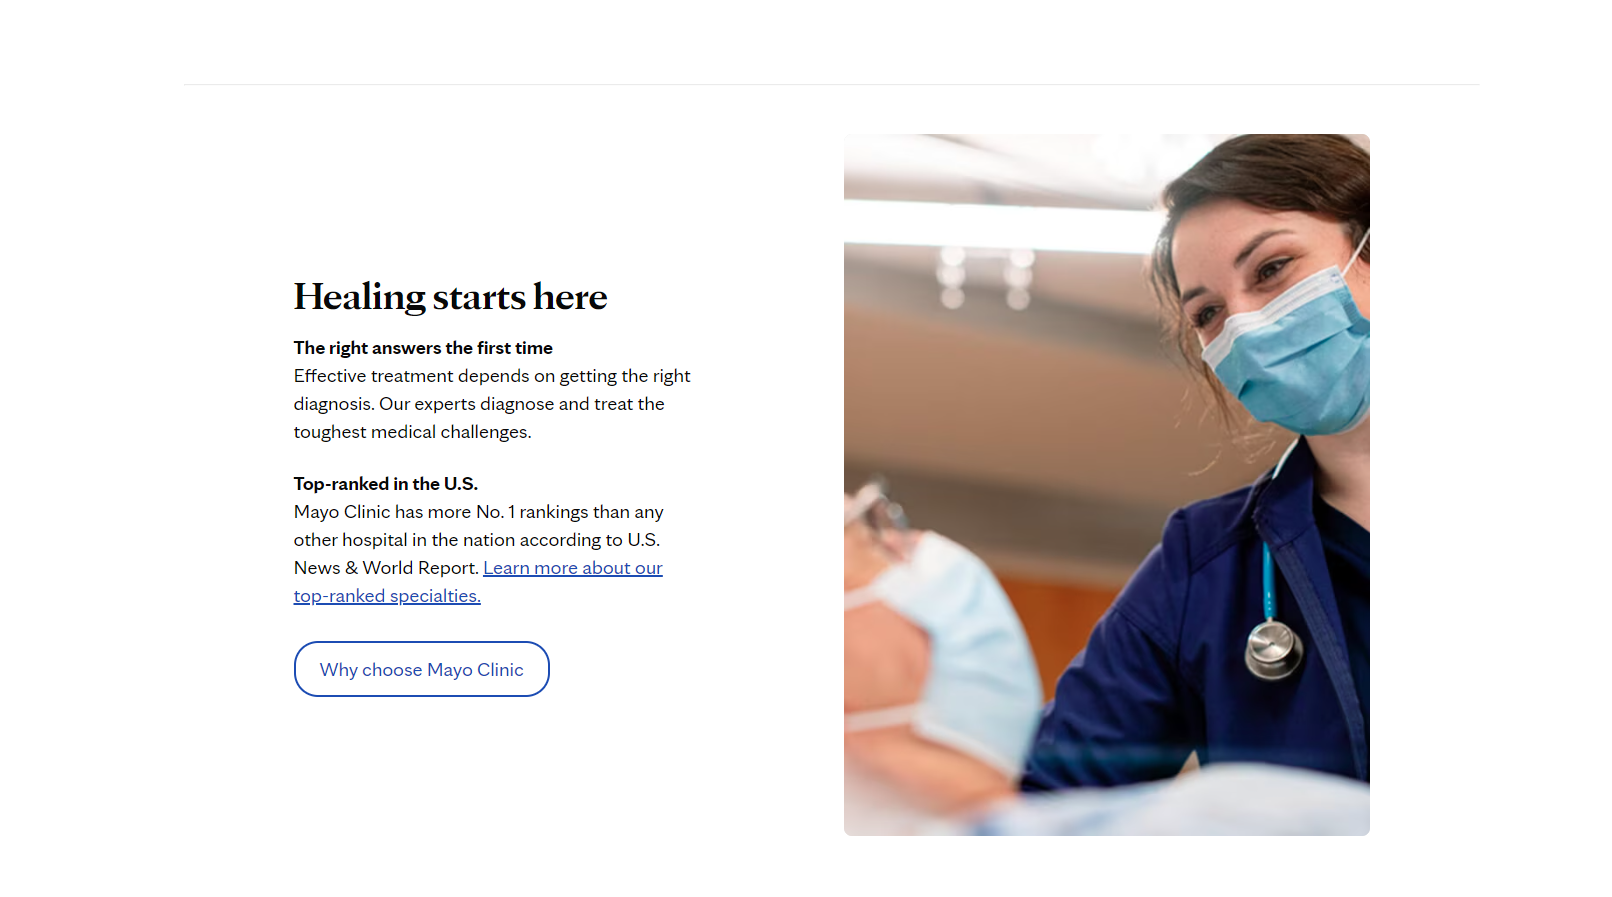 Healing starts here
The right answers the first time
Effective treatment depends on getting the right
diagnosis. Our experts diagnose and treat the
toughest medical challenges.
Top-ranked in the U.S.
Mayo Clinic has more No. 1 rankings than any
other hospital in the nation according to U.S.
News & World Report. Learn more about our
top-ranked specialties.
Why choose Mayo Clinic